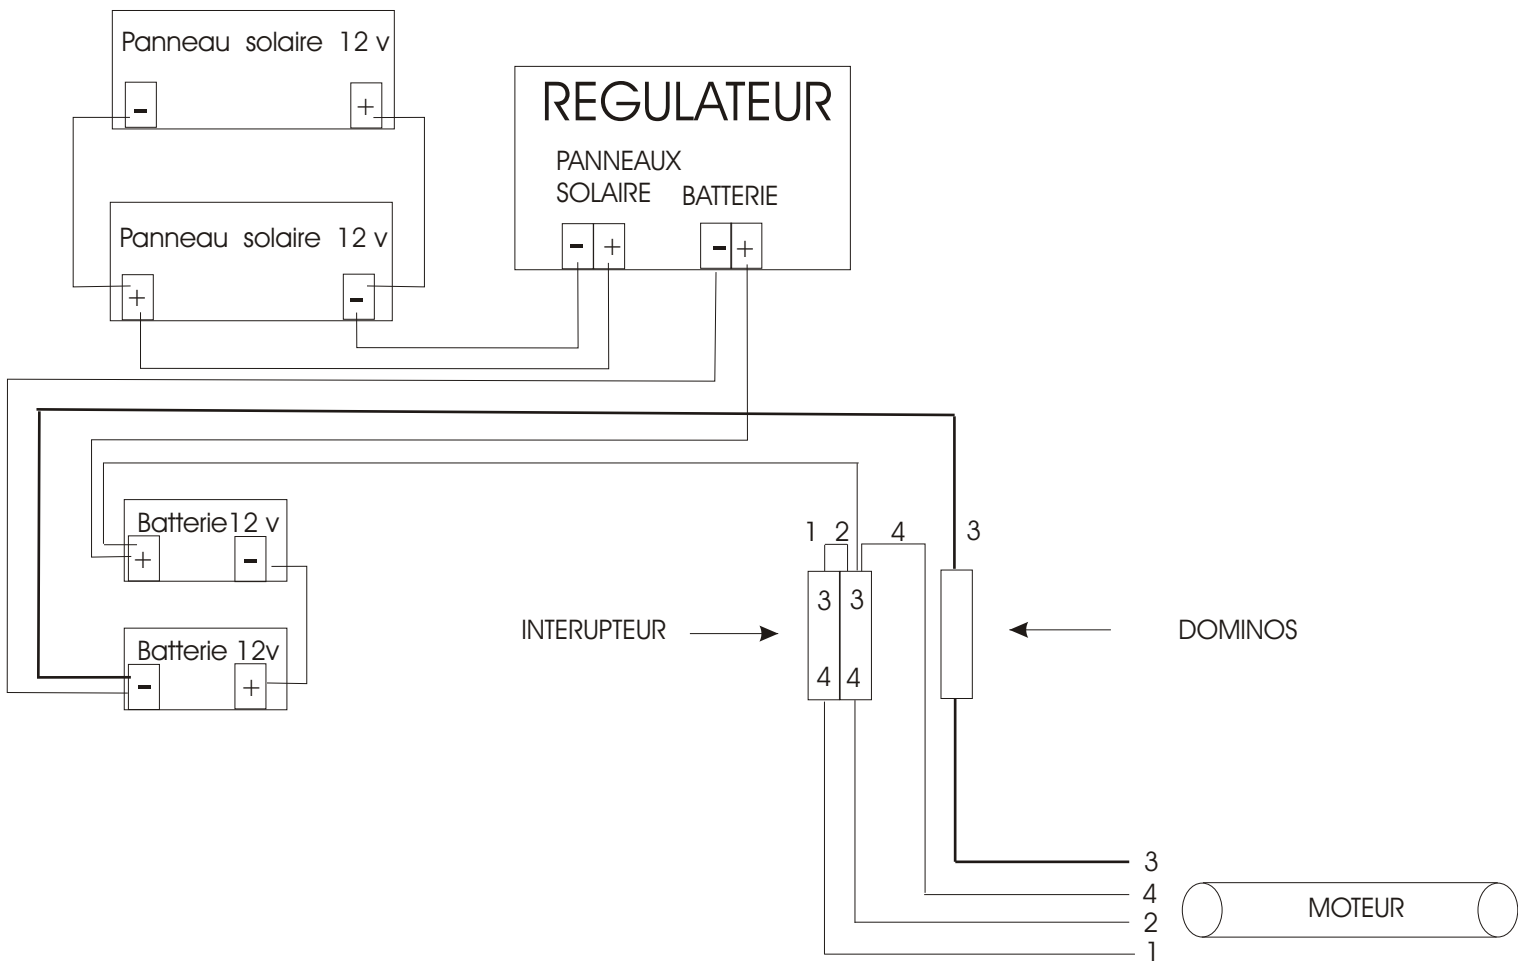 Panneau solaire 12 v
-
+
Panneau solaire 12 v
+
-
REGULATEUR
PANNEAUX
SOLAIRE
BATTERIE
- +
- +
Batterie12 v
+
-
Batterie 12v
-
+
INTERUPTEUR
1 2 4 3
3 3
4 4
DOMINOS
3
4
2
1
MOTEUR